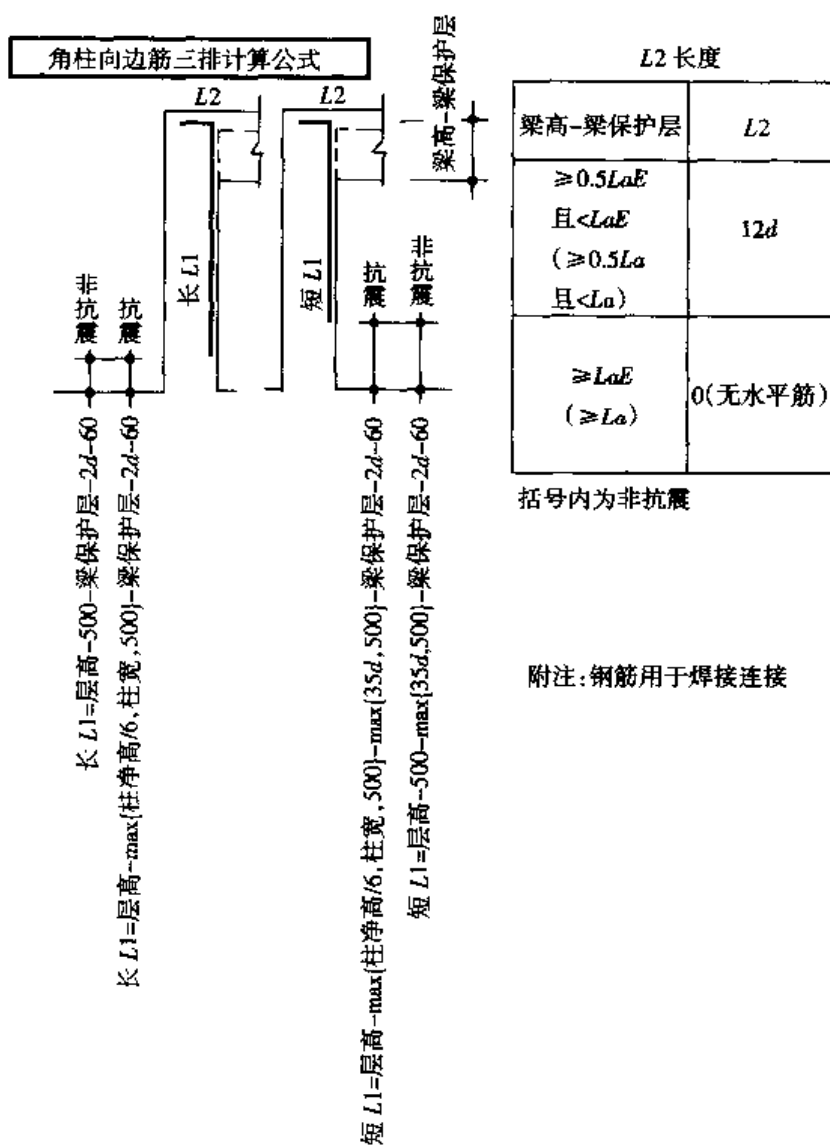 角柱向边筋三排计算公式
L2
L2
梁高-梁保护层
长L1
短L1
非抗震
抗震
抗震
非抗震
长L1=层高-500-梁保护层-2d-60
长L1=层高-max{柱净高/6,柱宽,500}-梁保护层-2d-60
短L1=层高-max{柱净高/6,柱宽,500}-max{35d,500}-梁保护层-2d-60
短L1=层高-500-max{35d,500}-梁保护层-2d-60
L2 长度
梁高-梁保护层 L2
≥0.5LaE
且<LaE
(≥0.5La
且<La)
12d
≥LaE
(≥La)
0(无水平筋)
括号内为非抗震
附注:钢筋用于焊接连接